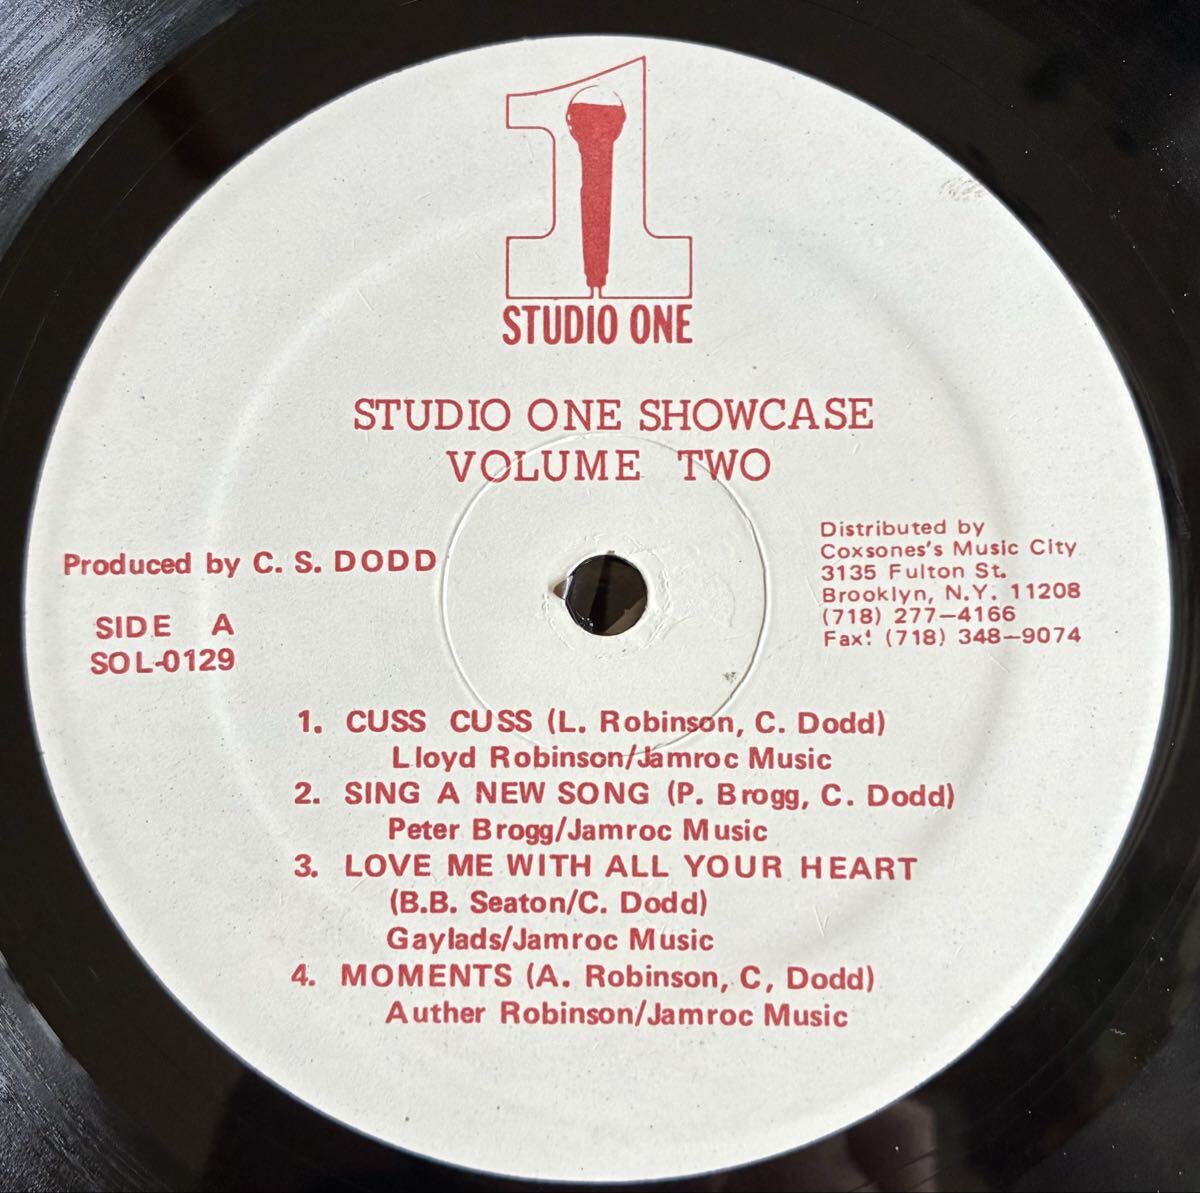 1
STUDIO ONE
STUDIO ONE SHOWCASE
VOLUME TWO
Produced by C. S. DODD
SIDE A
SOL-0129
Distributed by
Coxsones's Music City
3135 Fulton St.
Brooklyn, N.Y. 11208
(718) 277-4166
Fax: (718) 348-9074
1. CUSS CUSS (L. Robinson, C. Dodd)
Lloyd Robinson/Jamroc Music
2. SING A NEW SONG (P. Brogg, C. Dodd)
Peter Brogg/Jamroc Music
3. LOVE ME WITH ALL YOUR HEART
(B.B. Seaton/C. Dodd)
Gaylads/Jamroc Music
4. MOMENTS (A. Robinson, C, Dodd)
Auther Robinson/Jamroc Music